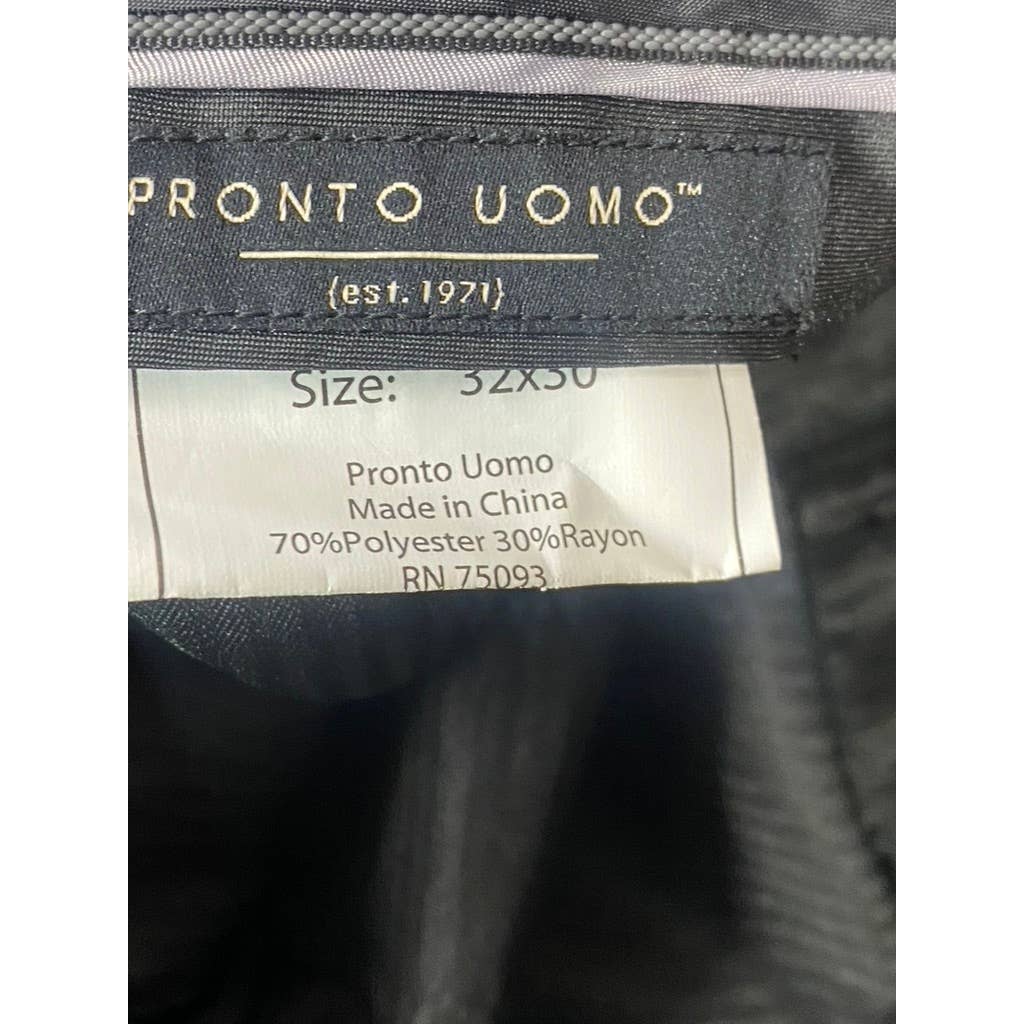 PRONTO UOMO™
{est. 1971}
Size: 32x30
Pronto Uomo
Made in China
70%Polyester 30%Rayon
RN 75093